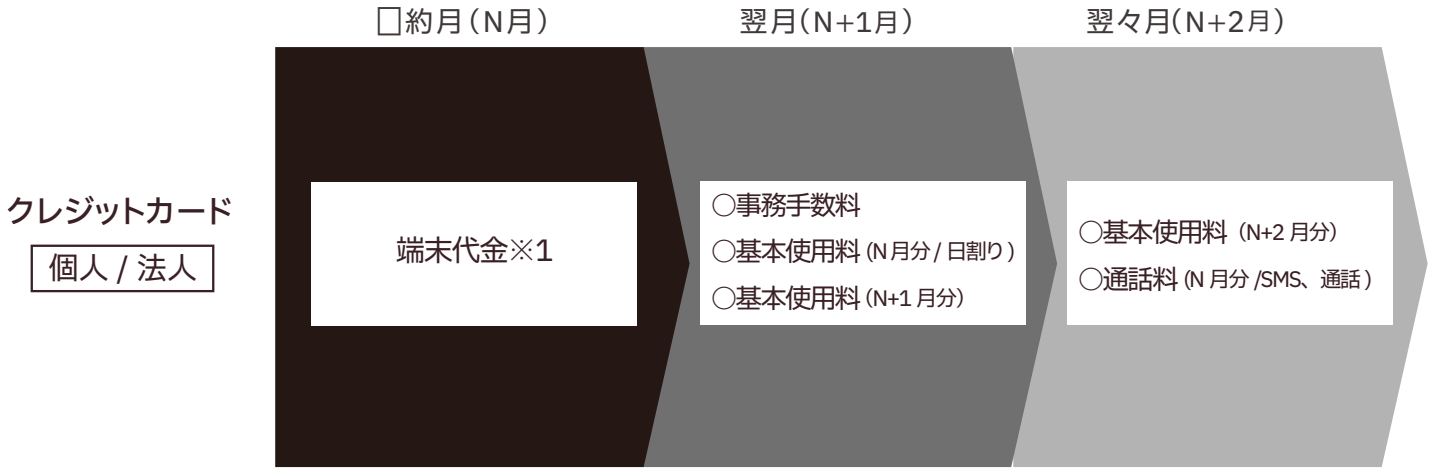 □約月(N月)
翌月(N+1月)
翌々月(N+2月)
クレジットカード
個人 / 法人
端末代金※1
○事務手数料
○基本使用料 (N 月分 / 日割り )
○基本使用料 (N+1 月分)
○基本使用料 (N+2 月分)
○通話料 (N 月分 /SMS、通話 )